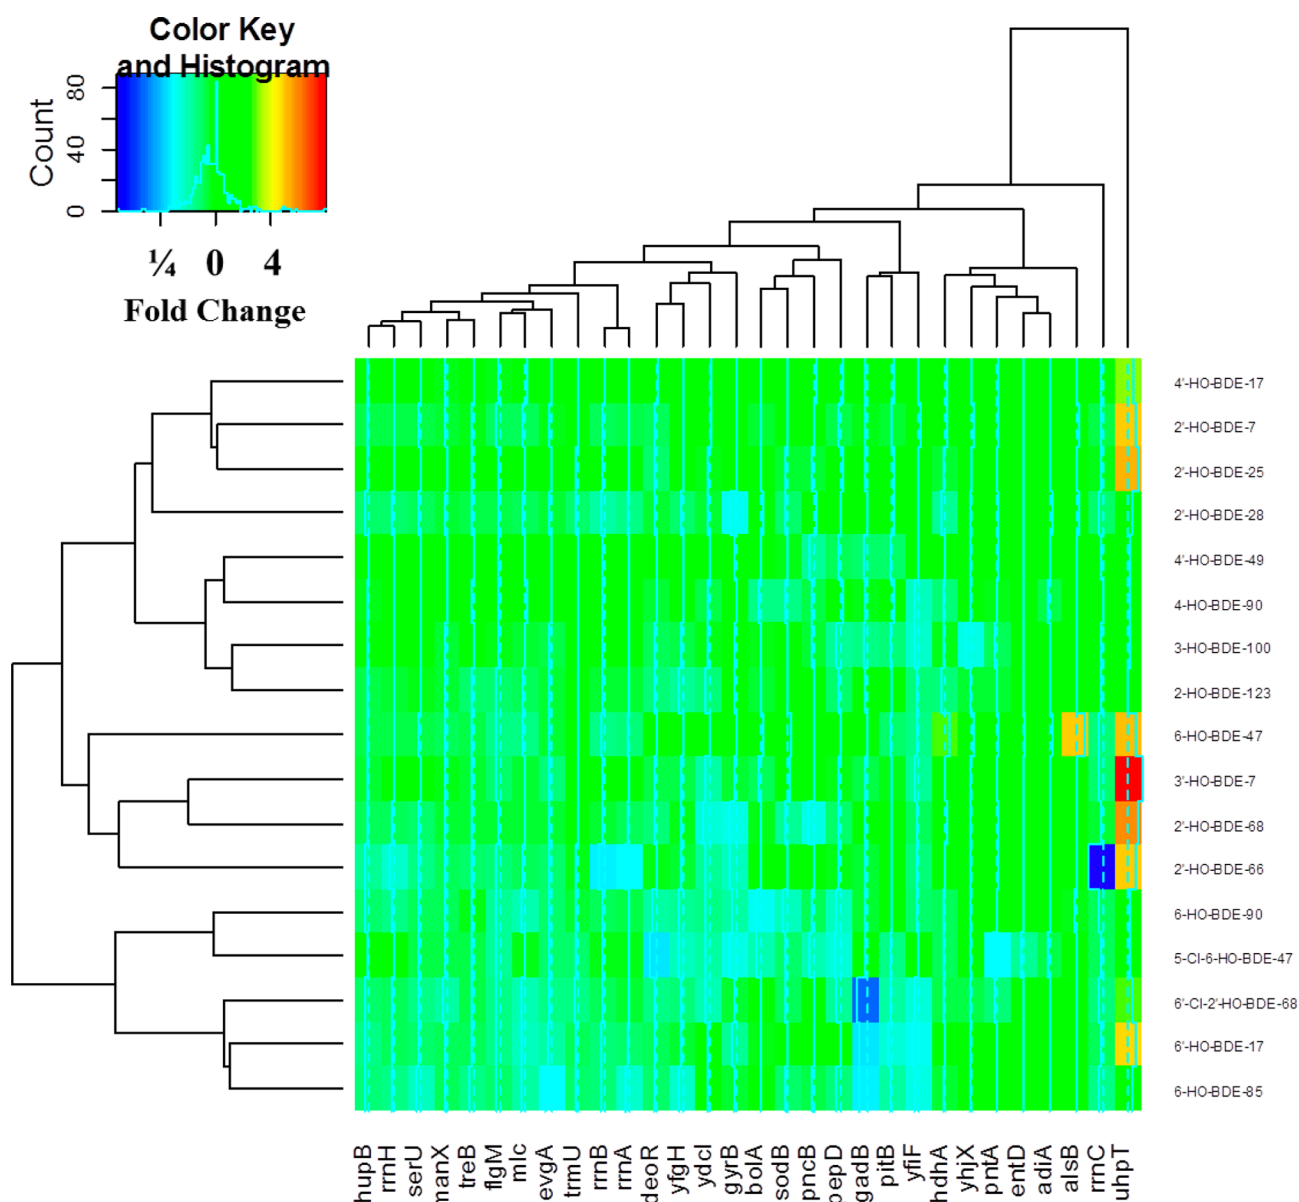 Color Key
and Histogram
Count
0
40
80
¼ 0 4
Fold Change
4'-HO-BDE-17
2'-HO-BDE-7
2'-HO-BDE-25
2'-HO-BDE-28
4'-HO-BDE-49
4-HO-BDE-90
3-HO-BDE-100
2-HO-BDE-123
6-HO-BDE-47
3'-HO-BDE-7
2'-HO-BDE-68
2'-HO-BDE-66
6-HO-BDE-90
5-Cl-6-HO-BDE-47
6'-Cl-2'-HO-BDE-68
6'-HO-BDE-17
6-HO-BDE-85
hupB
rrnH
serU
manX
treB
flgM
mlc
evgA
trmU
rrnB
rrnA
deoR
yfgH
ydcI
gyrB
bolA
sodB
pncB
pepD
gadB
pitB
yfiF
hdhA
yhjX
pntA
entD
adiA
alsB
rrnC
uhpT